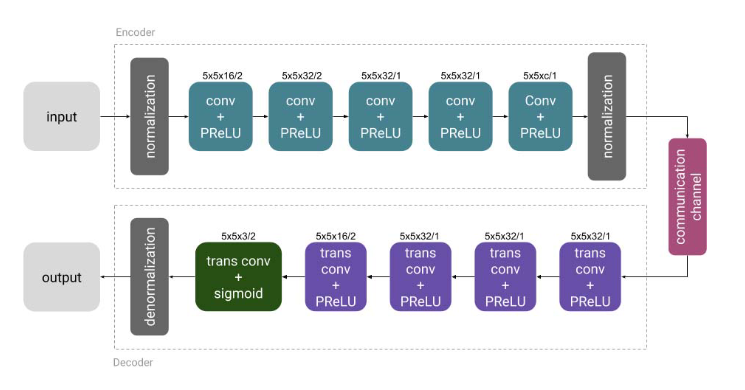 Encoder
input
normalization
5x5x16/2
conv
+
PReLU
5x5x32/2
conv
+
PReLU
5x5x32/1
conv
+
PReLU
5x5x32/1
conv
+
PReLU
5x5xc/1
Conv
+
PReLU
normalization
communication
channel
5x5x32/1
trans
conv
+
PReLU
5x5x32/1
trans
conv
+
PReLU
5x5x32/1
trans
conv
+
PReLU
5x5x16/2
trans
conv
+
PReLU
5x5x3/2
trans conv
+
sigmoid
denormalization
output
Decoder